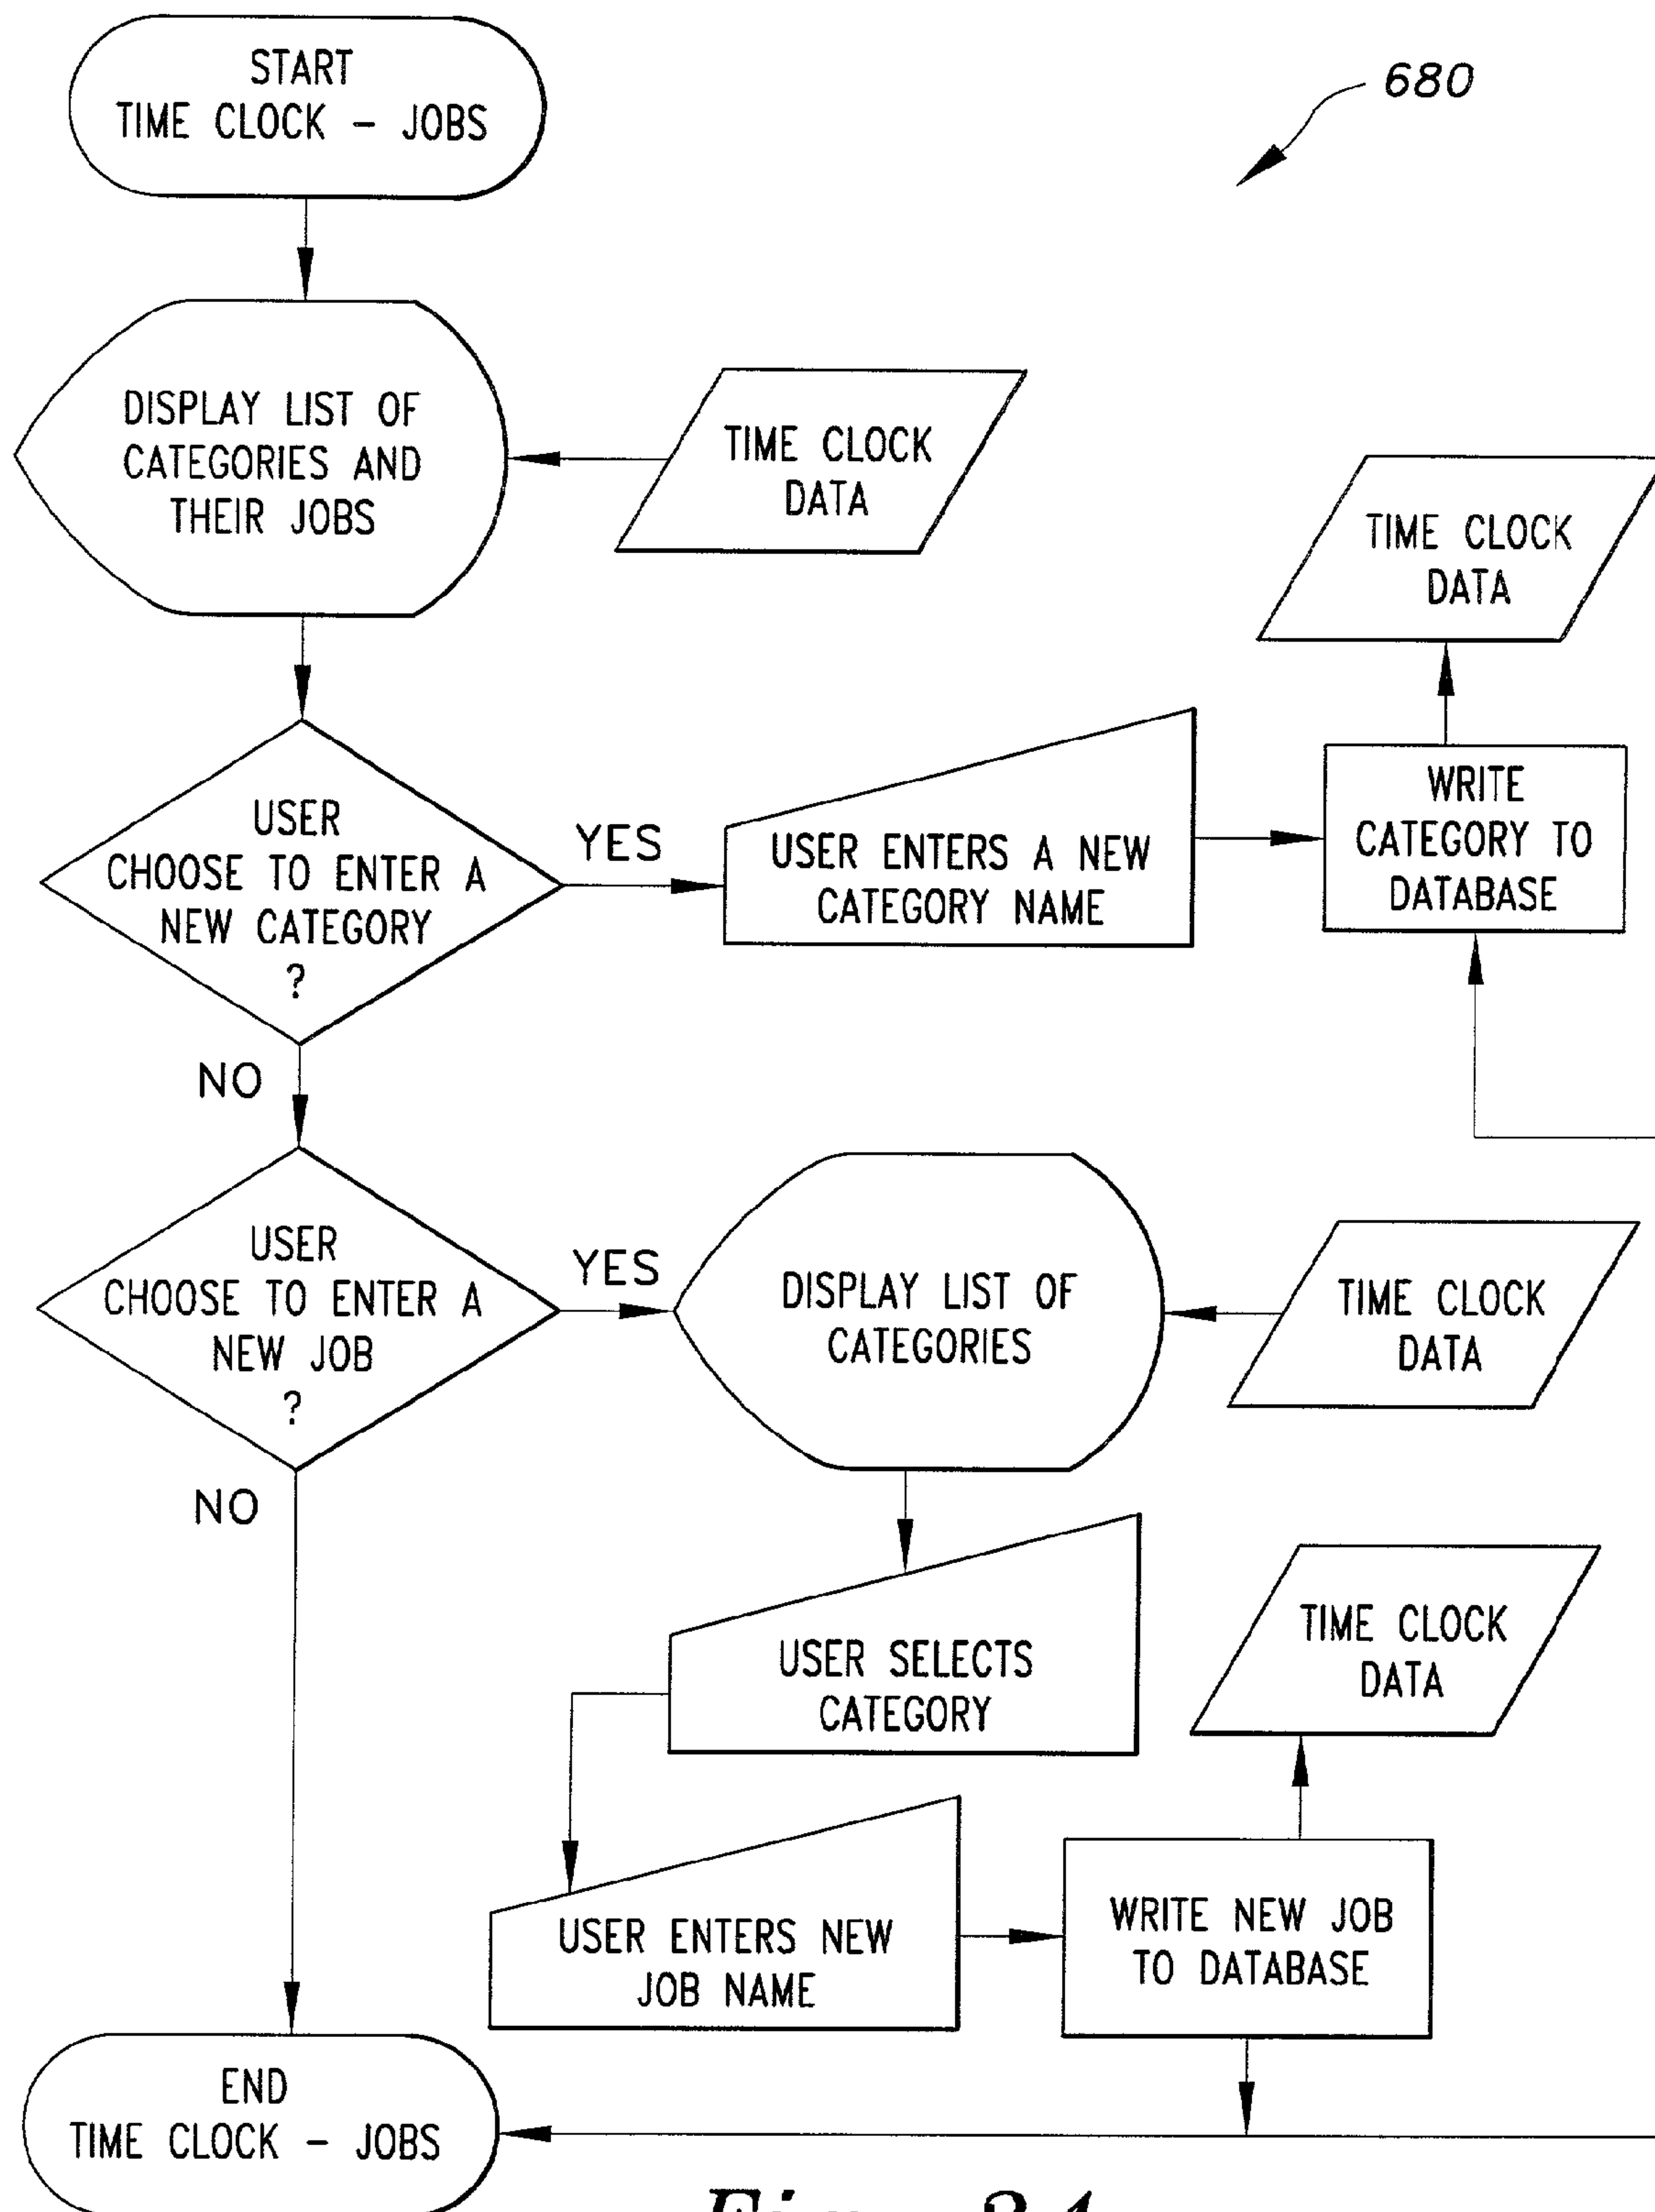 START
TIME CLOCK - JOBS
680
DISPLAY LIST OF
CATEGORIES AND
THEIR JOBS
TIME CLOCK
DATA
TIME CLOCK
DATA
USER
CHOOSE TO ENTER A
NEW CATEGORY
?
YES
USER ENTERS A NEW
CATEGORY NAME
WRITE
CATEGORY TO
DATABASE
NO
USER
CHOOSE TO ENTER A
NEW JOB
?
YES
DISPLAY LIST OF
CATEGORIES
TIME CLOCK
DATA
NO
USER SELECTS
CATEGORY
TIME CLOCK
DATA
USER ENTERS NEW
JOB NAME
WRITE NEW JOB
TO DATABASE
END
TIME CLOCK - JOBS